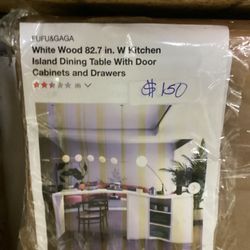 FUFU&GAGA
White Wood 82.7 in. W Kitchen
Island Dining Table With Door
Cabinets and Drawers
$150